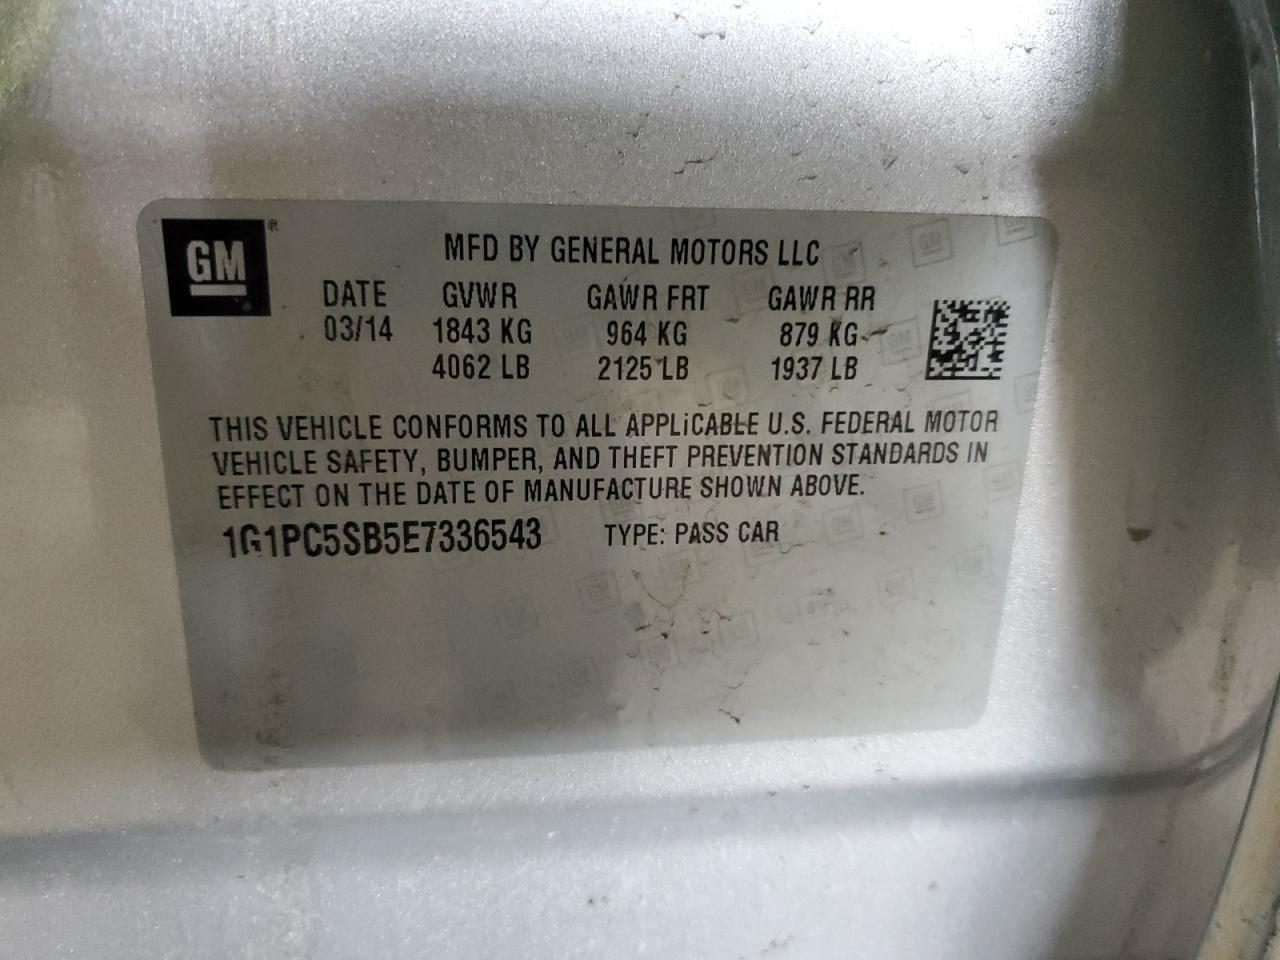 GM ®
MFD BY GENERAL MOTORS LLC
DATE GVWR GAWR FRT GAWR RR
03/14 1843 KG 964 KG 879 KG
4062 LB 2125 LB 1937 LB
THIS VEHICLE CONFORMS TO ALL APPLICABLE U.S. FEDERAL MOTOR
VEHICLE SAFETY, BUMPER, AND THEFT PREVENTION STANDARDS IN
EFFECT ON THE DATE OF MANUFACTURE SHOWN ABOVE.
1G1PC5SB5E7336543 TYPE: PASS CAR